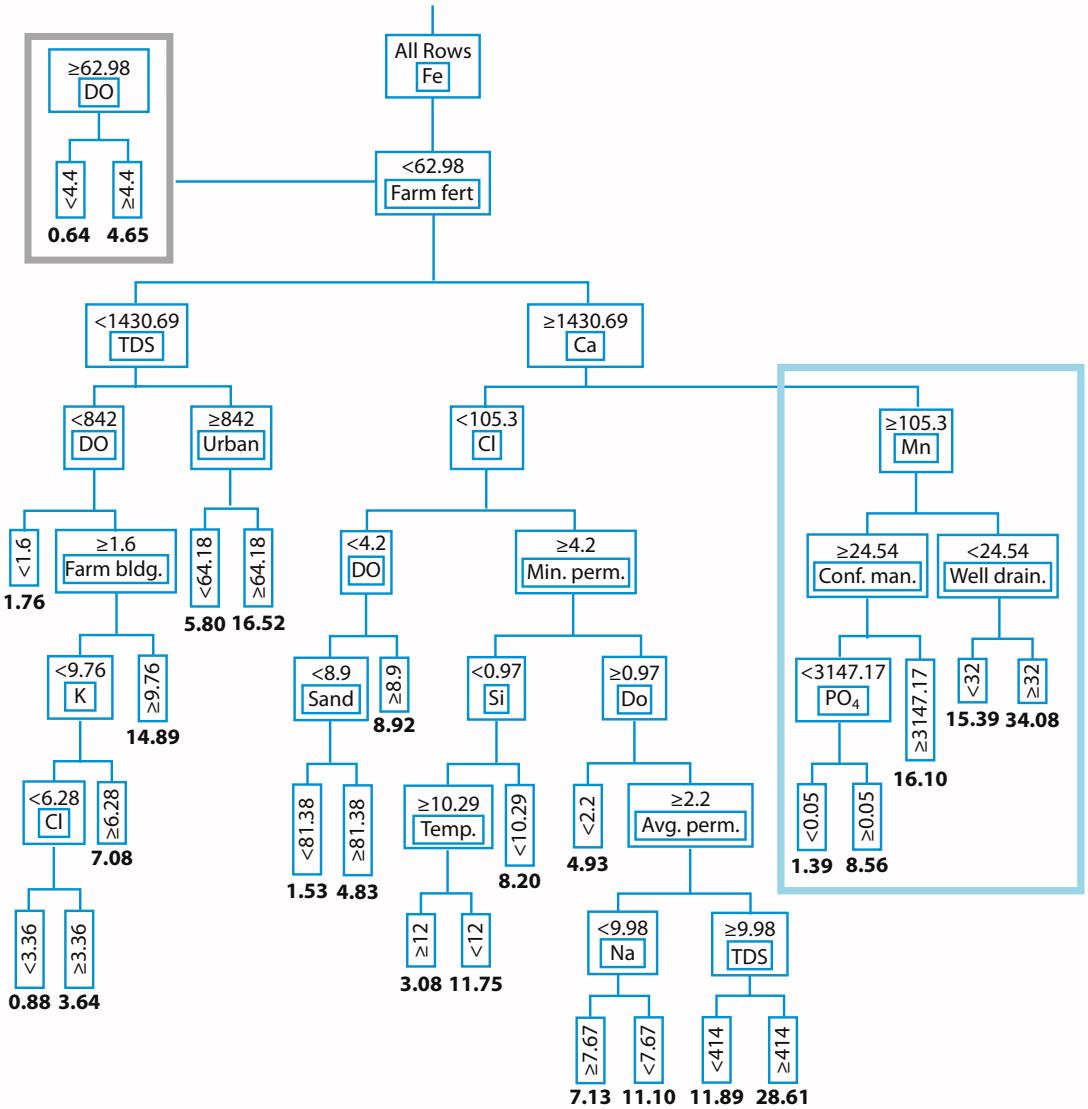 All Rows
Fe
≥62.98
DO
<4.4
≥4.4
0.64 4.65
<62.98
Farm fert
<1430.69
TDS
≥1430.69
Ca
<842
DO
≥842
Urban
<105.3
Cl
≥105.3
Mn
<1.6
1.76
≥1.6
Farm bldg.
<64.18
≥64.18
5.80 16.52
<4.2
DO
≥4.2
Min. perm.
≥24.54
Conf. man.
<24.54
Well drain.
<9.76
K
≥9.76
14.89
<8.9
Sand
≥8.9
8.92
<0.97
Si
≥0.97
Do
<3147.17
PO₄
≥3147.17
16.10
<32
≥32
15.39 34.08
<6.28
Cl
≥6.28
7.08
<81.38
≥81.38
1.53 4.83
≥10.29
Temp.
<10.29
8.20
<2.2
4.93
≥2.2
Avg. perm.
<0.05
≥0.05
1.39 8.56
<3.36
≥3.36
0.88 3.64
≥12
<12
3.08 11.75
<9.98
Na
≥9.98
TDS
≥7.67
<7.67
<414
≥414
7.13 11.10 11.89 28.61